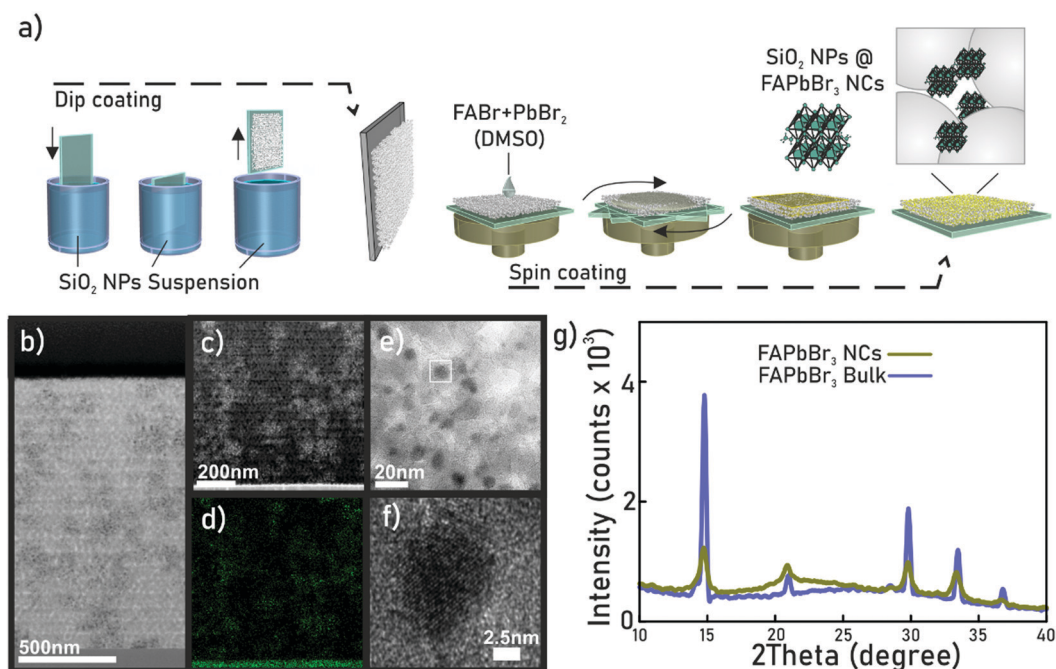 a)
Dip coating
SiO₂ NPs Suspension
FABr+PbBr₂
(DMSO)
Spin coating
SiO₂ NPs @
FAPbBr₃ NCs
b)
500nm
c)
200nm
d)
e)
20nm
f)
2.5nm
g)
FAPbBr₃ NCs
FAPbBr₃ Bulk
Intensity (counts x 10³)
4
2
0
10 15 20 25 30 35 40
2Theta (degree)